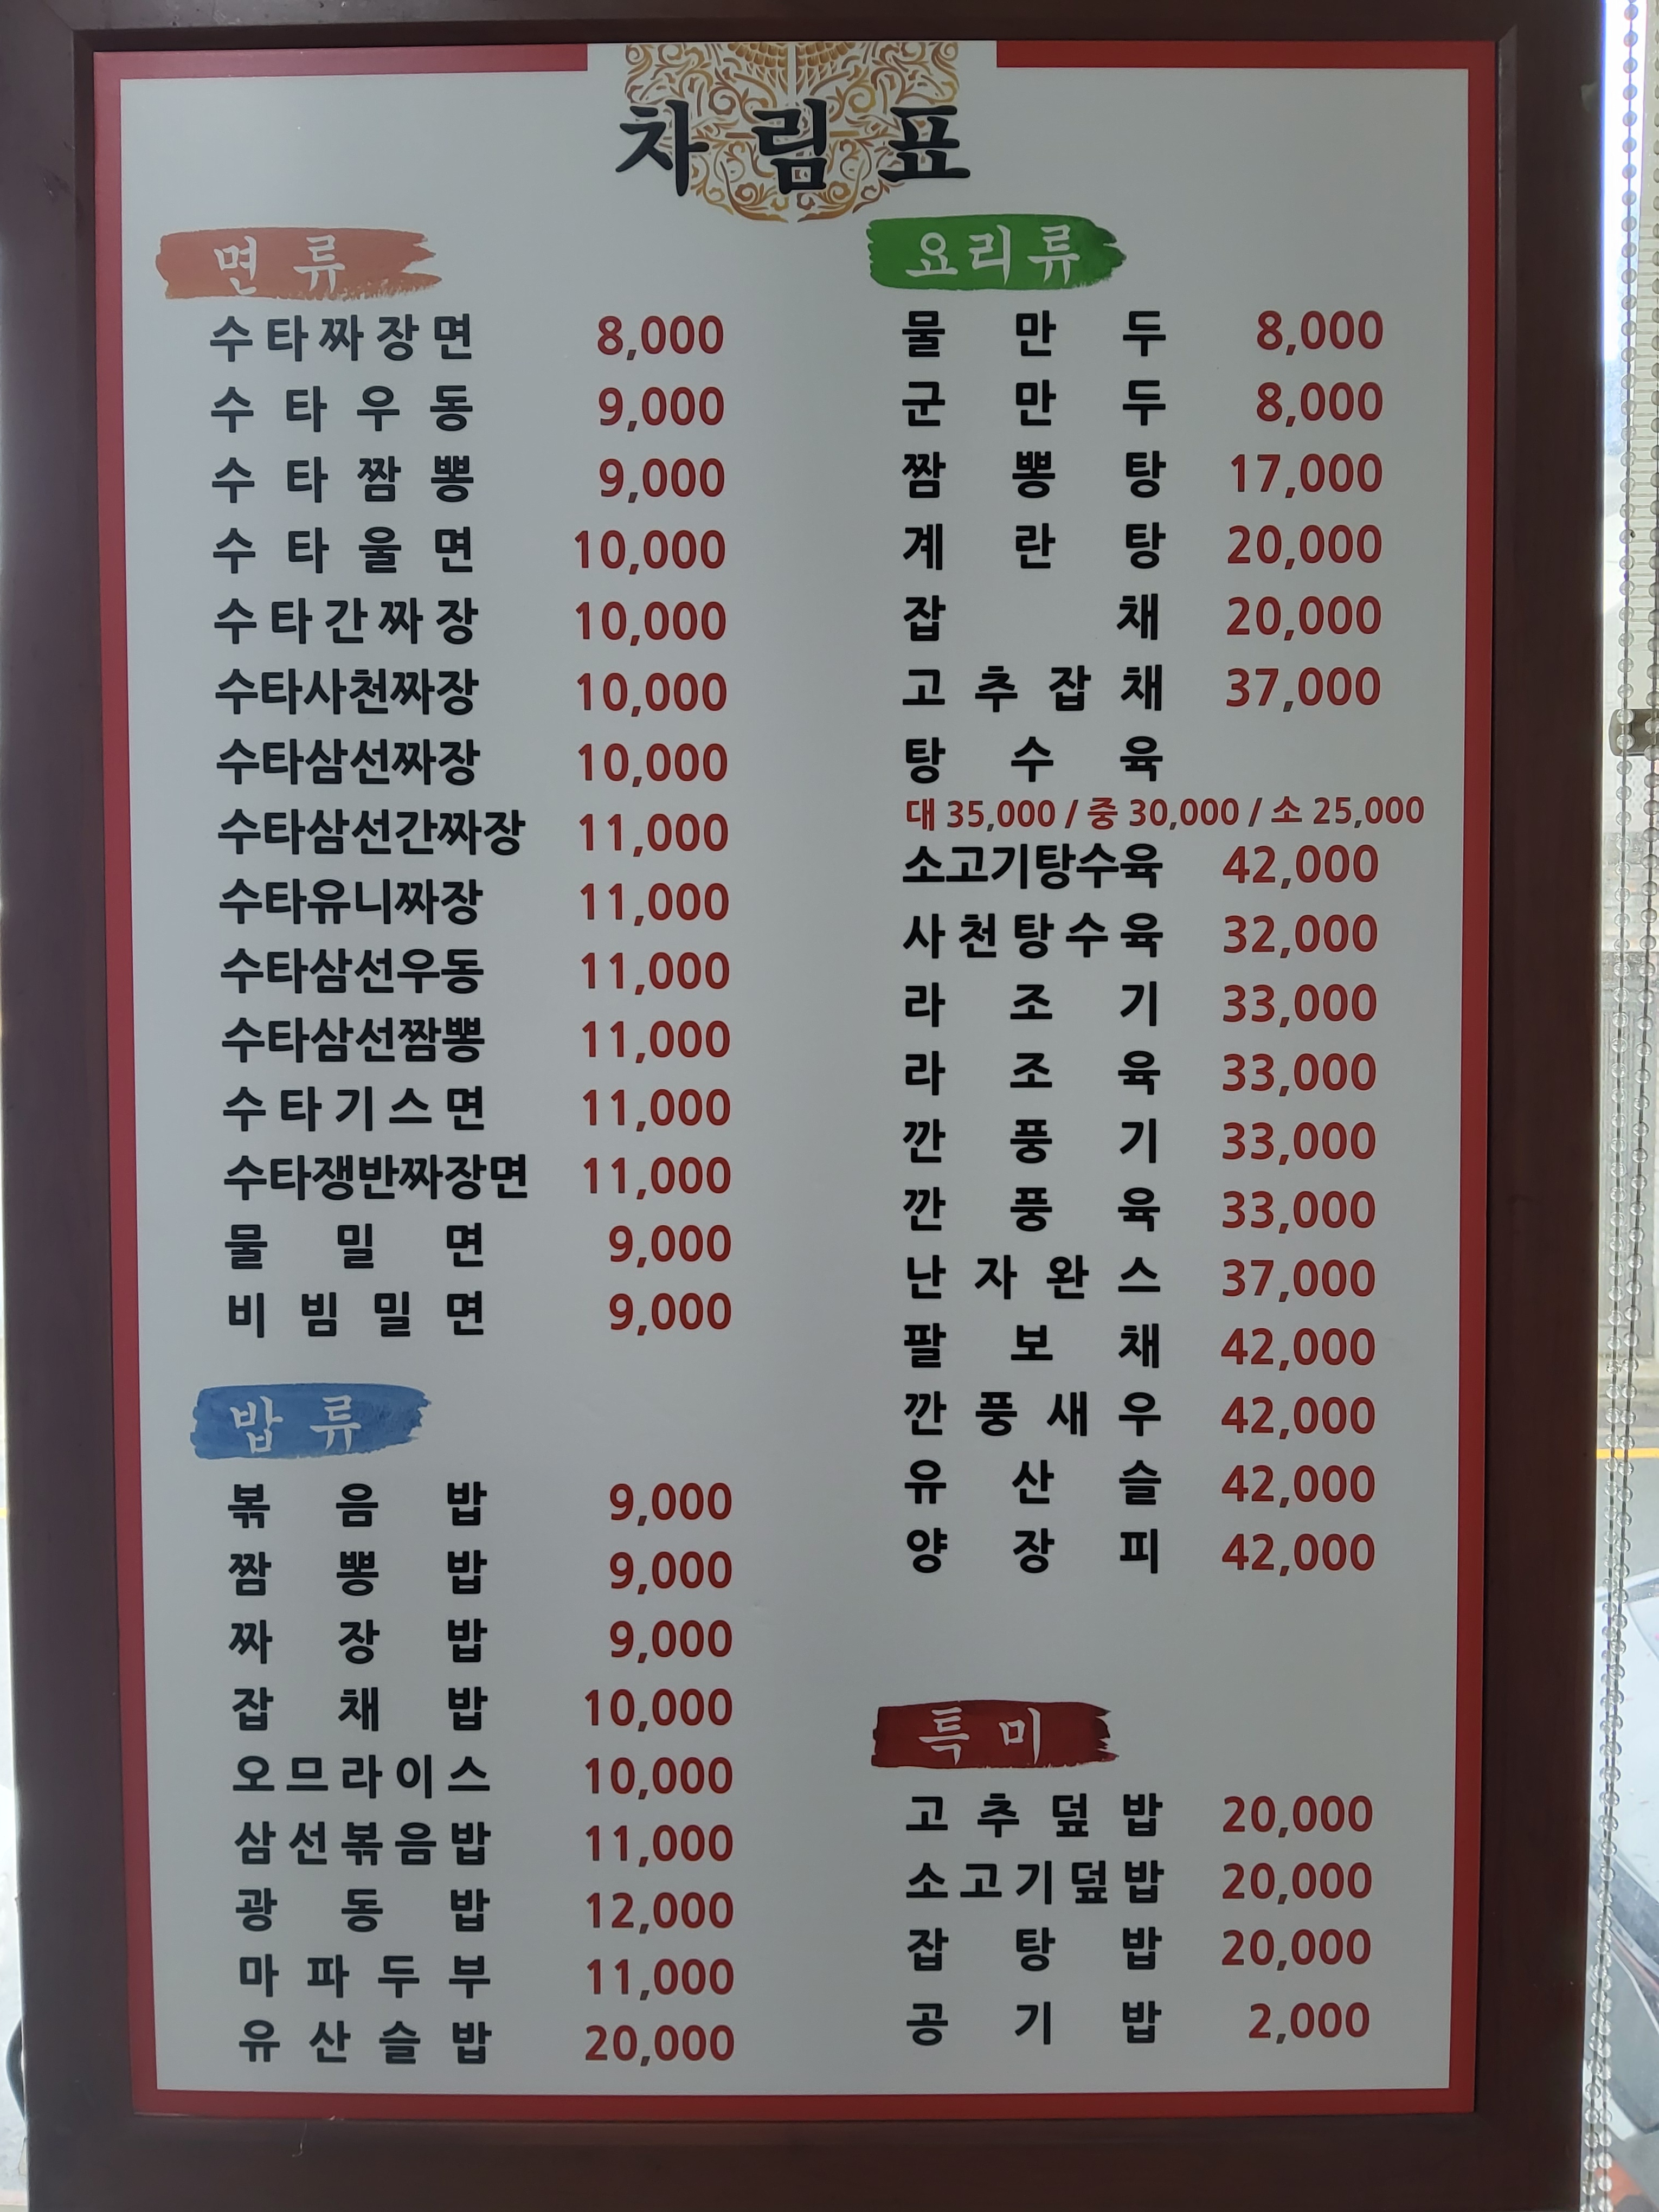 차림표
면류
수타짜장면 8,000
수타우동 9,000
수타짬뽕 9,000
수타울면 10,000
수타간짜장 10,000
수타사천짜장 10,000
수타삼선짜장 10,000
수타삼선간짜장 11,000
수타유니짜장 11,000
수타삼선우동 11,000
수타삼선짬뽕 11,000
수타기스면 11,000
수타쟁반짜장면 11,000
물밀면 9,000
비빔밀면 9,000
밥류
볶음밥 9,000
짬뽕밥 9,000
짜장밥 9,000
잡채밥 10,000
오므라이스 10,000
삼선볶음밥 11,000
광동밥 12,000
마파두부 11,000
유산슬밥 20,000
요리류
물만두 8,000
군만두 8,000
짬뽕탕 17,000
계란탕 20,000
잡채 20,000
고추잡채 37,000
탕수육
대 35,000 / 중 30,000 / 소 25,000
소고기탕수육 42,000
사천탕수육 32,000
라조기 33,000
라조육 33,000
깐풍기 33,000
깐풍육 33,000
난자완스 37,000
팔보채 42,000
깐풍새우 42,000
유산슬 42,000
양장피 42,000
특미
고추덮밥 20,000
소고기덮밥 20,000
잡탕밥 20,000
공기밥 2,000